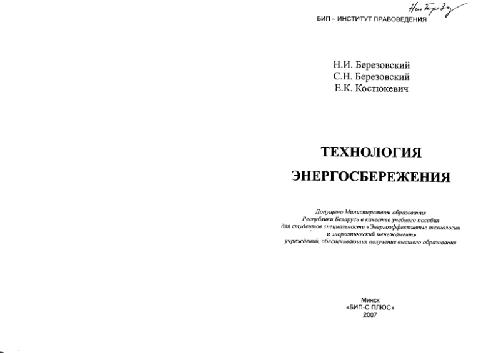 БИП – ИНСТИТУТ ПРАВОВЕДЕНИЯ
Н.И. Березовский
С.Н. Березовский
Е.К. Костюкевич
ТЕХНОЛОГИЯ
ЭНЕРГОСБЕРЕЖЕНИЯ
Допущено Министерством образования
Республики Беларусь в качестве учебного пособия
для студентов специальности «Энергоэффективные технологии
и энергетический менеджмент»
учреждений, обеспечивающих получение высшего образования
Минск
«БИП-С ПЛЮС»
2007